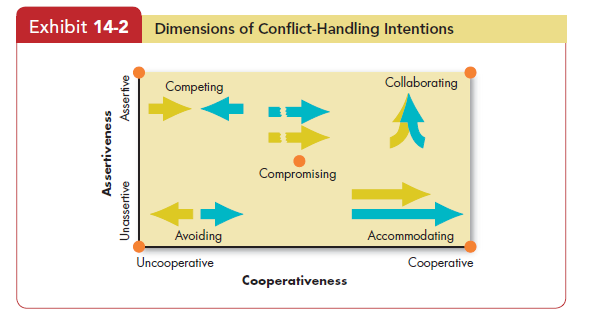 Exhibit 14-2 Dimensions of Conflict-Handling Intentions
Assertiveness
Assertive
Unassertive
Competing
Collaborating
Compromising
Avoiding
Accommodating
Uncooperative
Cooperative
Cooperativeness